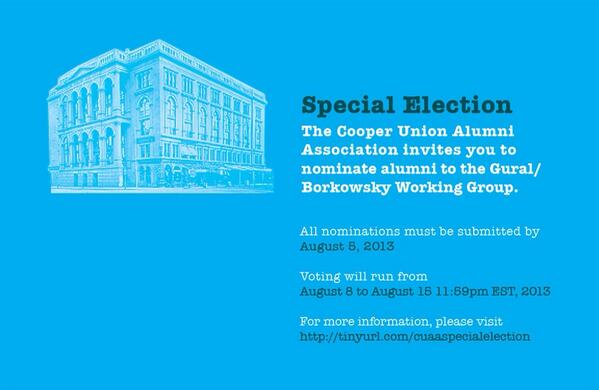 Special Election
The Cooper Union Alumni
Association invites you to
nominate alumni to the Gural/
Borkowsky Working Group.
All nominations must be submitted by
August 5, 2013
Voting will run from
August 8 to August 15 11:59pm EST, 2013
For more information, please visit
http://tinyurl.com/cuaaspecialelection